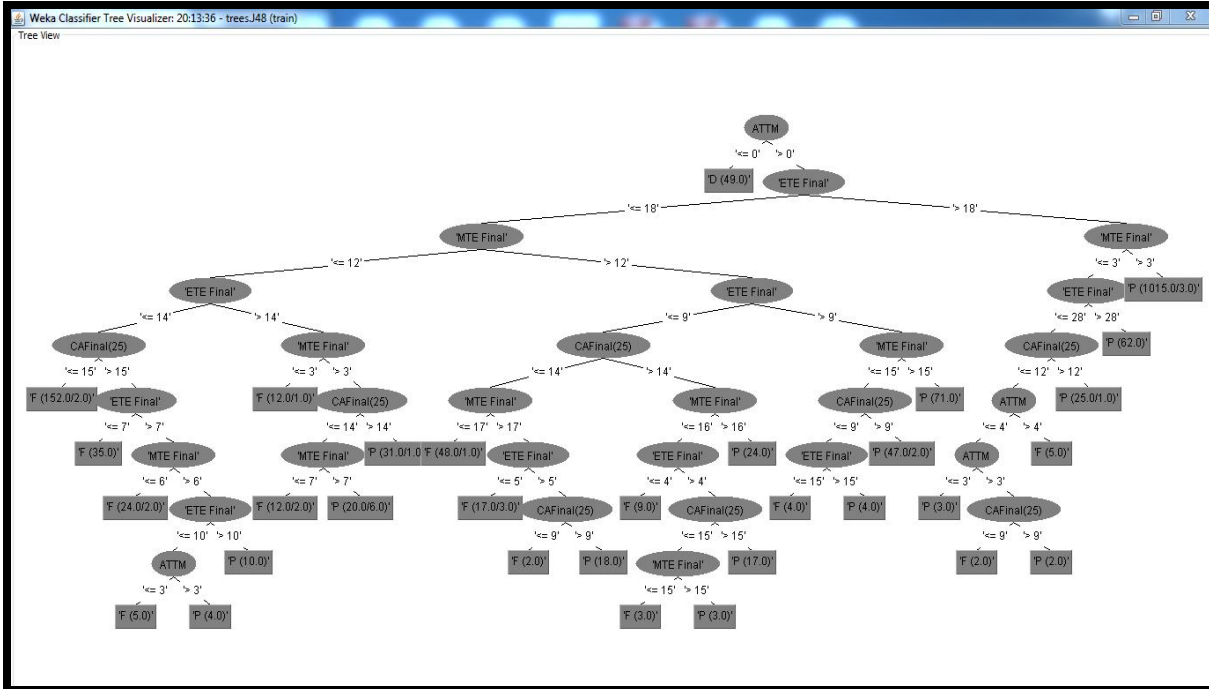 Weka Classifier Tree Visualizer: 20:13:36 - trees.J48 (train)
Tree View
ATTM
'<= 0' '> 0'
'D (49.0)' 'ETE Final'
'<= 18' '> 18'
'MTE Final' 'MTE Final'
'<= 12' '> 12' '<= 3' '> 3'
'ETE Final' 'ETE Final' 'ETE Final' 'P (1015.0/3.0)'
'<= 14' '> 14' '<= 9' '> 9' '<= 28' '> 28'
CAFinal(25) 'MTE Final' CAFinal(25) 'MTE Final' CAFinal(25) 'P (62.0)'
'<= 15' '> 15' '<= 3' '> 3' '<= 14' '> 14' '<= 15' '> 15' '<= 12' '> 12'
'F (152.0/2.0)' 'ETE Final' 'F (12.0/1.0)' CAFinal(25) 'MTE Final' 'MTE Final' CAFinal(25) 'P (71.0)' ATTM 'P (25.0/1.0)'
'<= 7' '> 7' '<= 14' '> 14' '<= 17' '> 17' '<= 16' '> 16' '<= 9' '> 9' '<= 4' '> 4'
'F (35.0)' 'MTE Final' 'MTE Final' 'P (31.0/1.0 'F (48.0/1.0)' 'ETE Final' 'ETE Final' 'P (24.0)' 'ETE Final' 'P (47.0/2.0)' ATTM 'F (5.0)'
'<= 6' '> 6' '<= 7' '> 7' '<= 5' '> 5' '<= 4' '> 4' '<= 15' '> 15' '<= 3' '> 3'
'F (24.0/2.0)' 'ETE Final' 'F (12.0/2.0)' 'P (20.0/6.0)' 'F (17.0/3.0)' CAFinal(25) 'F (9.0)' CAFinal(25) 'F (4.0)' 'P (4.0)' 'P (3.0)' CAFinal(25)
'<= 10' '> 10' '<= 9' '> 9' '<= 15' '> 15' '<= 9' '> 9'
ATTM 'P (10.0)' 'F (2.0)' 'P (18.0)' 'MTE Final' 'P (17.0)' 'F (2.0)' 'P (2.0)'
'<= 3' '> 3' '<= 15' '> 15'
'F (5.0)' 'P (4.0)' 'F (3.0)' 'P (3.0)'